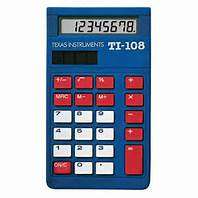 12345678
TEXAS INSTRUMENTS TI-108
+/− √ % ÷
MRC M− M+ ×
7 8 9 −
4 5 6 +
1 2 3
ON/C 0 . =